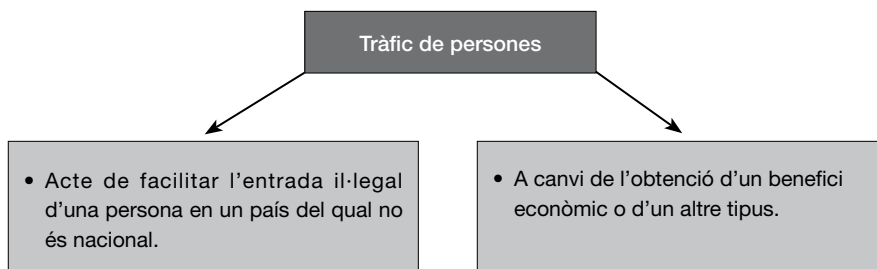 Tràfic de persones
• Acte de facilitar l’entrada il·legal
d’una persona en un país del qual no
és nacional.
• A canvi de l’obtenció d’un benefici
econòmic o d’un altre tipus.